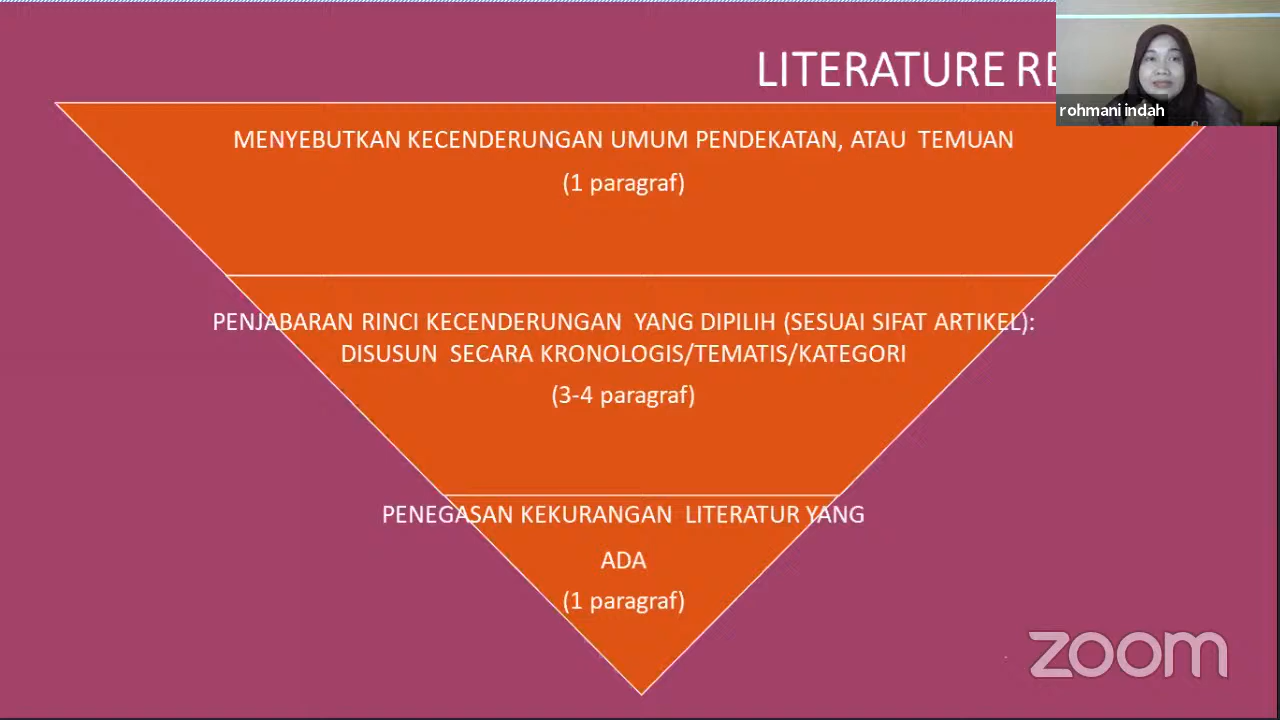 LITERATURE RE
rohmani indah
MENYEBUTKAN KECENDERUNGAN UMUM PENDEKATAN, ATAU TEMUAN
(1 paragraf)
PENJABARAN RINCI KECENDERUNGAN YANG DIPILIH (SESUAI SIFAT ARTIKEL):
DISUSUN SECARA KRONOLOGIS/TEMATIS/KATEGORI
(3-4 paragraf)
PENEGASAN KEKURANGAN LITERATUR YANG
ADA
(1 paragraf)
zoom